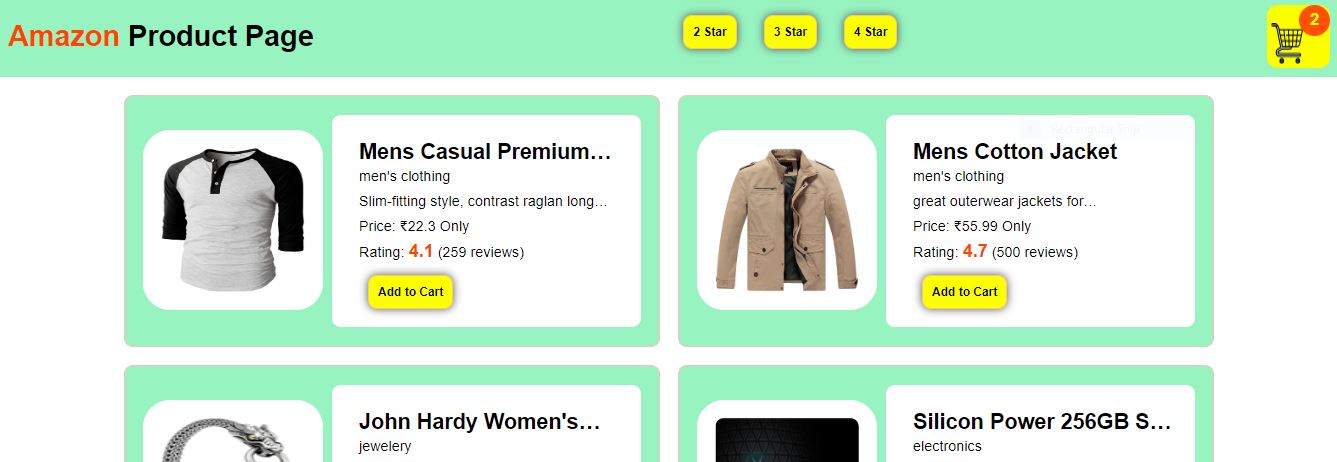 Amazon Product Page
2 Star
3 Star
4 Star
2
Mens Casual Premium...
men's clothing
Slim-fitting style, contrast raglan long...
Price: ₹22.3 Only
Rating: 4.1 (259 reviews)
Add to Cart
Mens Cotton Jacket
men's clothing
great outerwear jackets for...
Price: ₹55.99 Only
Rating: 4.7 (500 reviews)
Add to Cart
John Hardy Women's...
jewelery
Silicon Power 256GB S...
electronics